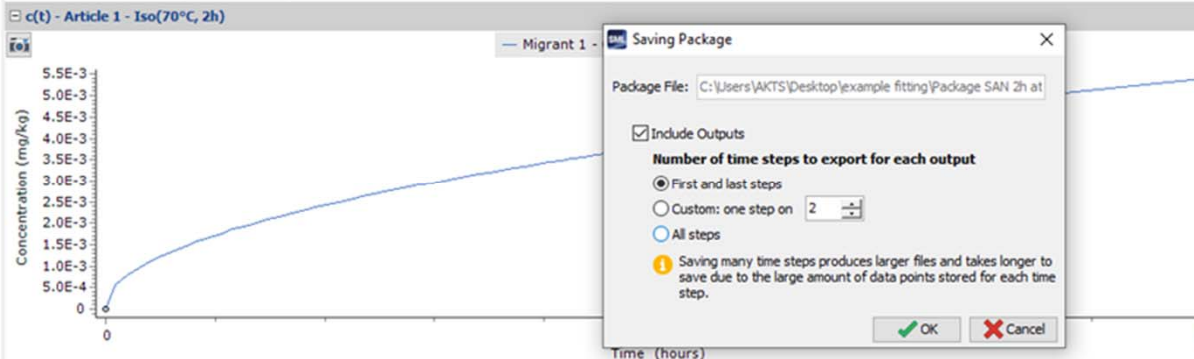 c(t) - Article 1 - Iso(70°C, 2h)
Migrant 1 -
SML Saving Package
Package File: C:\Users\AKTS\Desktop\example fitting\Package SAN 2h at
Include Outputs
Number of time steps to export for each output
First and last steps
Custom: one step on 2
All steps
Saving many time steps produces larger files and takes longer to
save due to the large amount of data points stored for each time
step.
OK Cancel
Concentration (mg/kg)
5.5E-3
5.0E-3
4.5E-3
4.0E-3
3.5E-3
3.0E-3
2.5E-3
2.0E-3
1.5E-3
1.0E-3
5.0E-4
0
0
Time (hours)